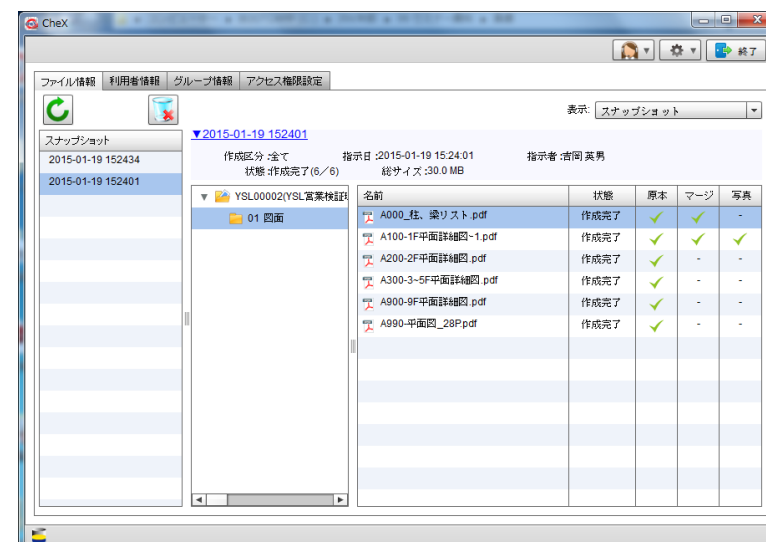 CheX
終了
ファイル情報 利用者情報 グループ情報 アクセス権限設定
表示: スナップショット
スナップショット
2015-01-19 152434
2015-01-19 152401
▼2015-01-19 152401
作成区分 :全て 指示日 :2015-01-19 15:24:01 指示者 :吉岡 英男
状態 :作成完了(6/6) 総サイズ :30.0 MB
YSL00002(YSL営業検証
01 図面
名前 状態 原本 マージ 写真
A000_柱、梁リスト.pdf 作成完了 ✓ ✓ -
A100-1F平面詳細図~1.pdf 作成完了 ✓ ✓ ✓
A200-2F平面詳細図.pdf 作成完了 ✓ - -
A300-3~5F平面詳細図.pdf 作成完了 ✓ - -
A900-9F平面詳細図.pdf 作成完了 ✓ - -
A990-平面図_28P.pdf 作成完了 ✓ - -